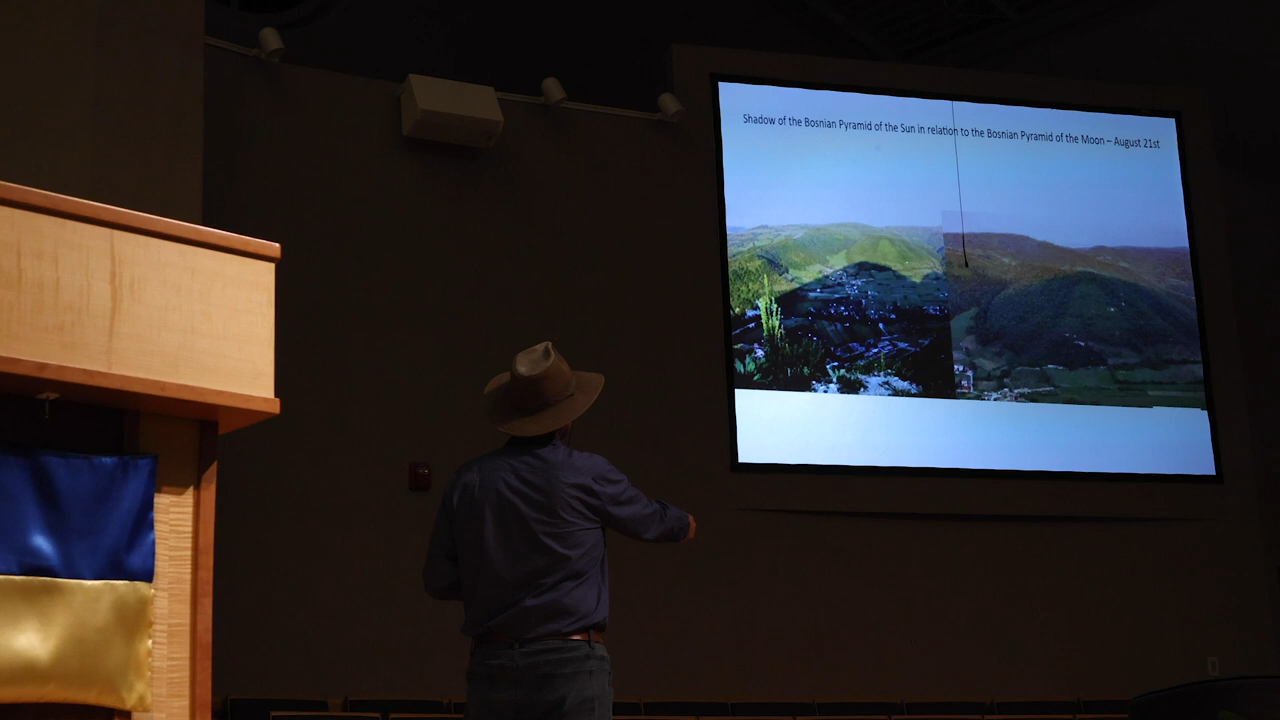 Shadow of the Bosnian Pyramid of the Sun in relation to the Bosnian Pyramid of the Moon – August 21st